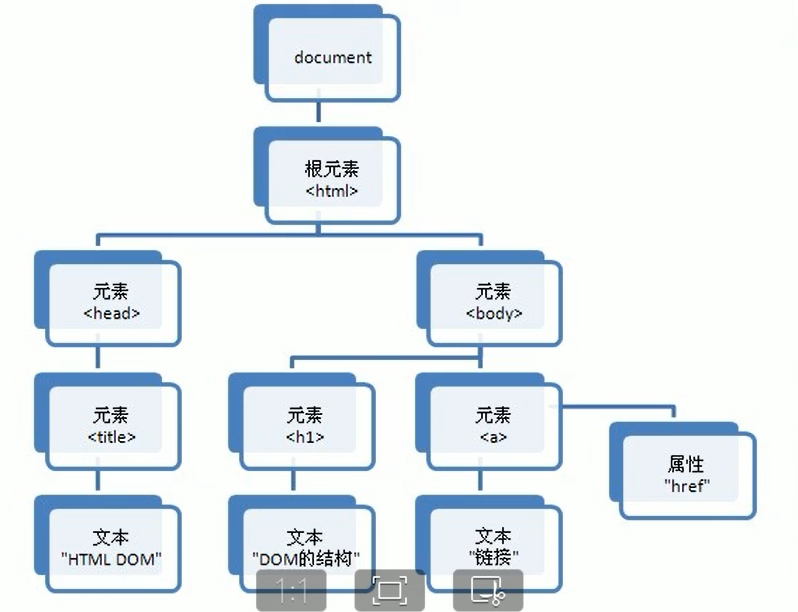 document
根元素
<html>
元素
<head>
元素
<body>
元素
<title>
元素
<h1>
元素
<a>
属性
"href"
文本
"HTML DOM"
文本
"DOM的结构"
文本
"链接"
1:1